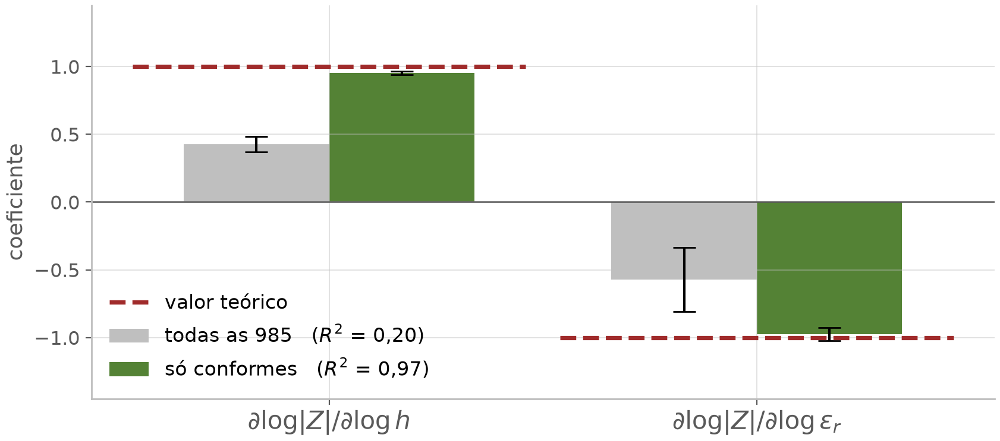 coeficiente
1.0
0.5
0.0
−0.5
−1.0
valor teórico
todas as 985 (R² = 0,20)
só conformes (R² = 0,97)
∂log|Z|/∂log h
∂log|Z|/∂log εᵣ